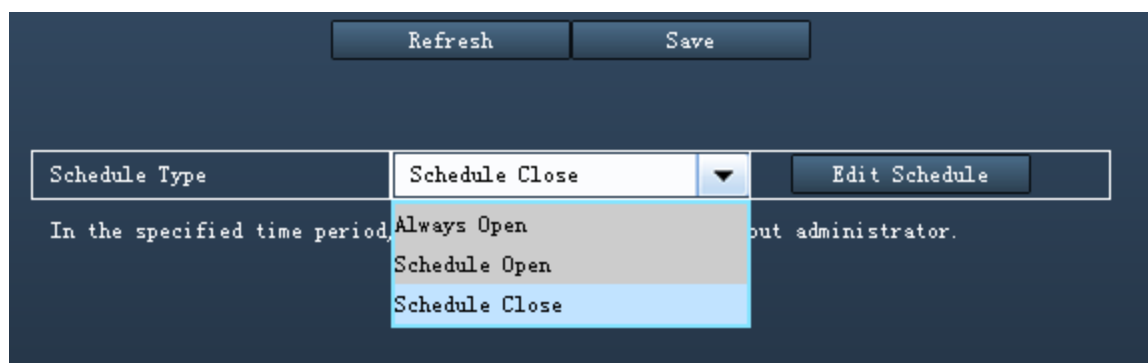 Refresh Save
Schedule Type Schedule Close Edit Schedule
In the specified time period, out administrator.
Always Open
Schedule Open
Schedule Close